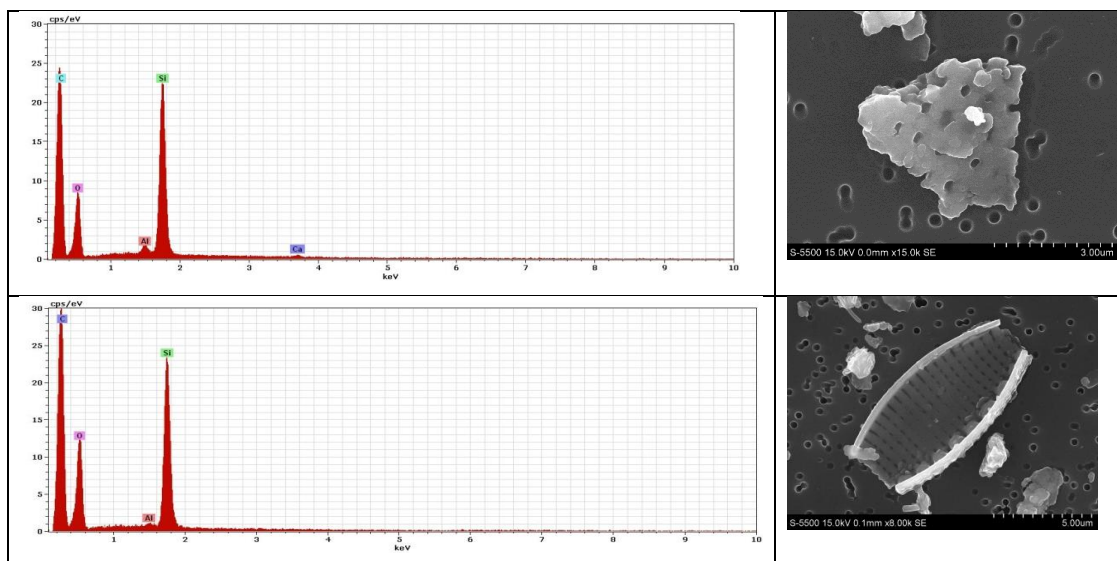 cps/eV
30
25
20
15
10
5
0
C
O
Al
Si
Ca
1 2 3 4 5 6 7 8 9 10
keV
S-5500 15.0kV 0.0mm x15.0k SE
3.00um
cps/eV
30
25
20
15
10
5
0
C
O
Al
Si
1 2 3 4 5 6 7 8 9 10
keV
S-5500 15.0kV 0.1mm x8.00k SE
5.00um